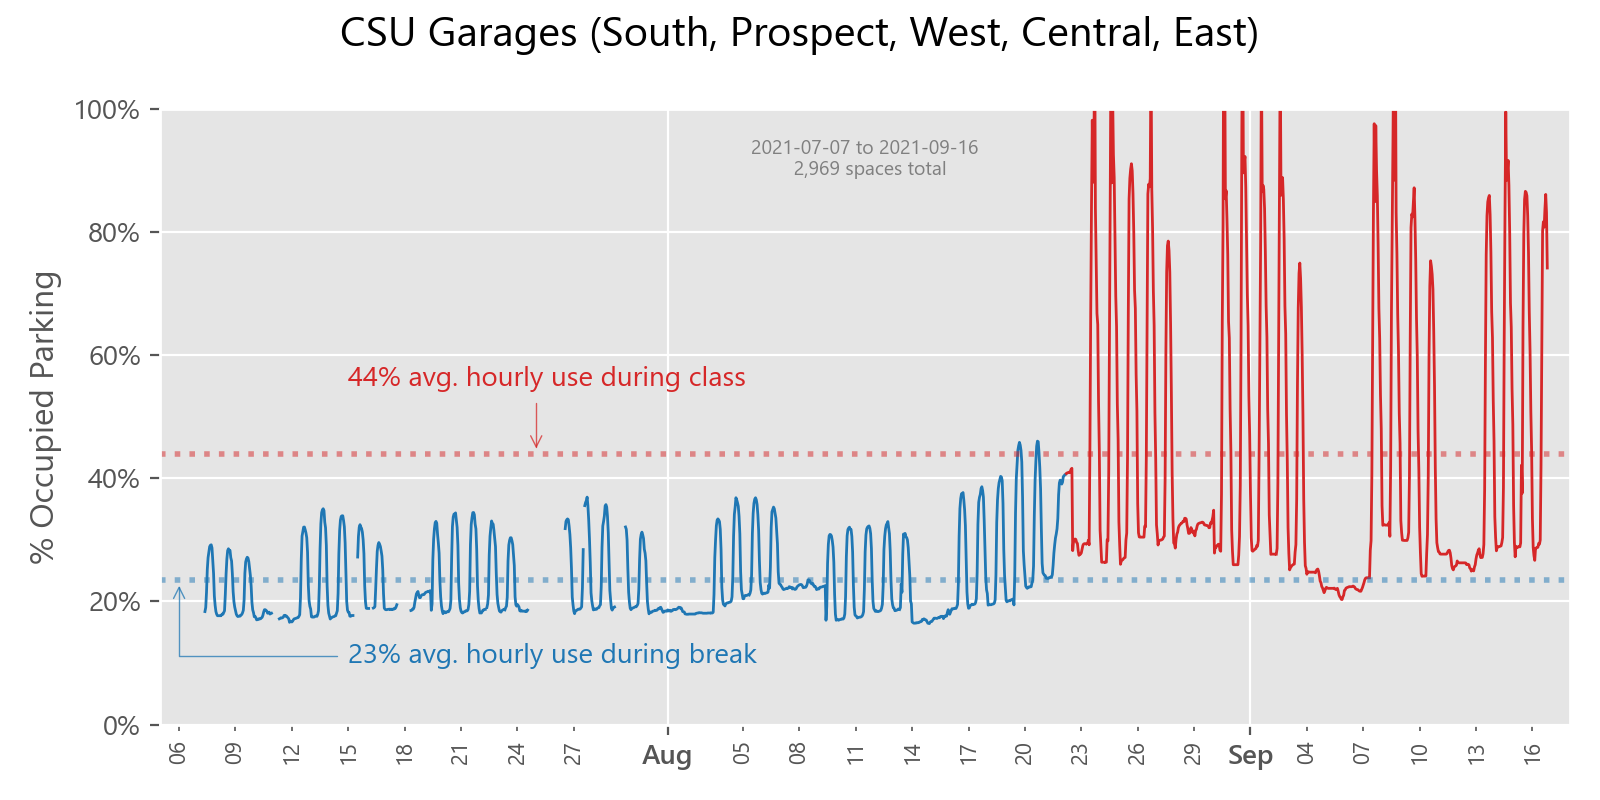 CSU Garages (South, Prospect, West, Central, East)
% Occupied Parking
100%
80%
60%
40%
20%
0%
2021-07-07 to 2021-09-16
2,969 spaces total
44% avg. hourly use during class
23% avg. hourly use during break
06 09 12 15 18 21 24 27 Aug 05 08 11 14 17 20 23 26 29 Sep 04 07 10 13 16